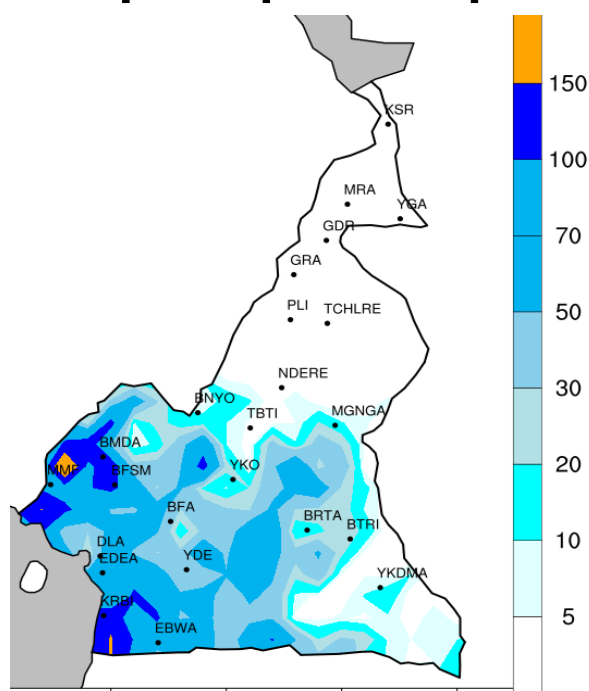 150
KSR
100
MRA
YGA
GDR
70
GRA
PLI
TCHLRE
50
NDERE
30
BNYO
MGNGA
TBTI
BMDA
20
YKO
BFSM
BFA
BRTA
BTRI
10
DLA
EDEA
YDE
YKDMA
KRBI
5
EBWA